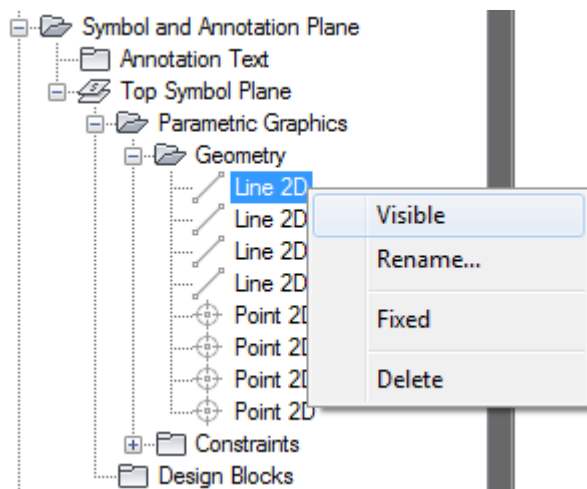 Symbol and Annotation Plane
Annotation Text
Top Symbol Plane
Parametric Graphics
Geometry
Line 2D
Line 2D
Line 2D
Line 2D
Point 2D
Point 2D
Point 2D
Point 2D
Constraints
Design Blocks
Visible
Rename...
Fixed
Delete